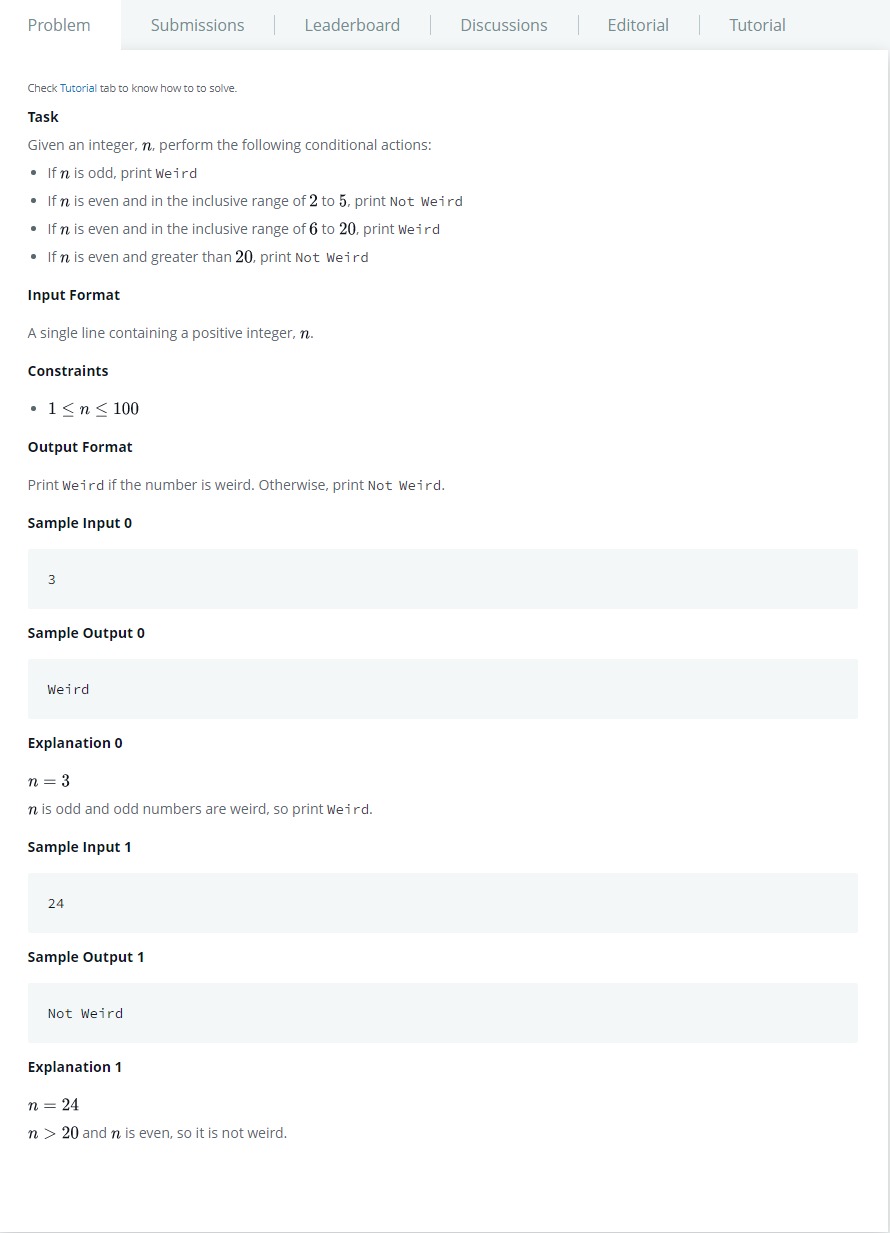 Problem Submissions Leaderboard Discussions Editorial Tutorial
Check Tutorial tab to know how to to solve.
Task
Given an integer, n, perform the following conditional actions:
• If n is odd, print Weird
• If n is even and in the inclusive range of 2 to 5, print Not Weird
• If n is even and in the inclusive range of 6 to 20, print Weird
• If n is even and greater than 20, print Not Weird
Input Format
A single line containing a positive integer, n.
Constraints
• 1 ≤ n ≤ 100
Output Format
Print Weird if the number is weird. Otherwise, print Not Weird.
Sample Input 0
3
Sample Output 0
Weird
Explanation 0
n = 3
n is odd and odd numbers are weird, so print Weird.
Sample Input 1
24
Sample Output 1
Not Weird
Explanation 1
n = 24
n > 20 and n is even, so it is not weird.